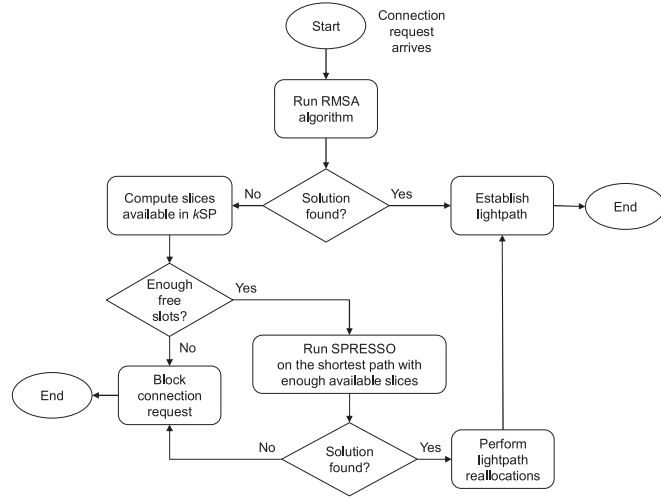 Start
Connection
request
arrives
Run RMSA
algorithm
Solution
found?
No
Yes
Compute slices
available in kSP
Establish
lightpath
End
Enough
free
slots?
Yes
No
Run SPRESSO
on the shortest path with
enough available slices
End
Block
connection
request
No
Solution
found?
Yes
Perform
lightpath
reallocations